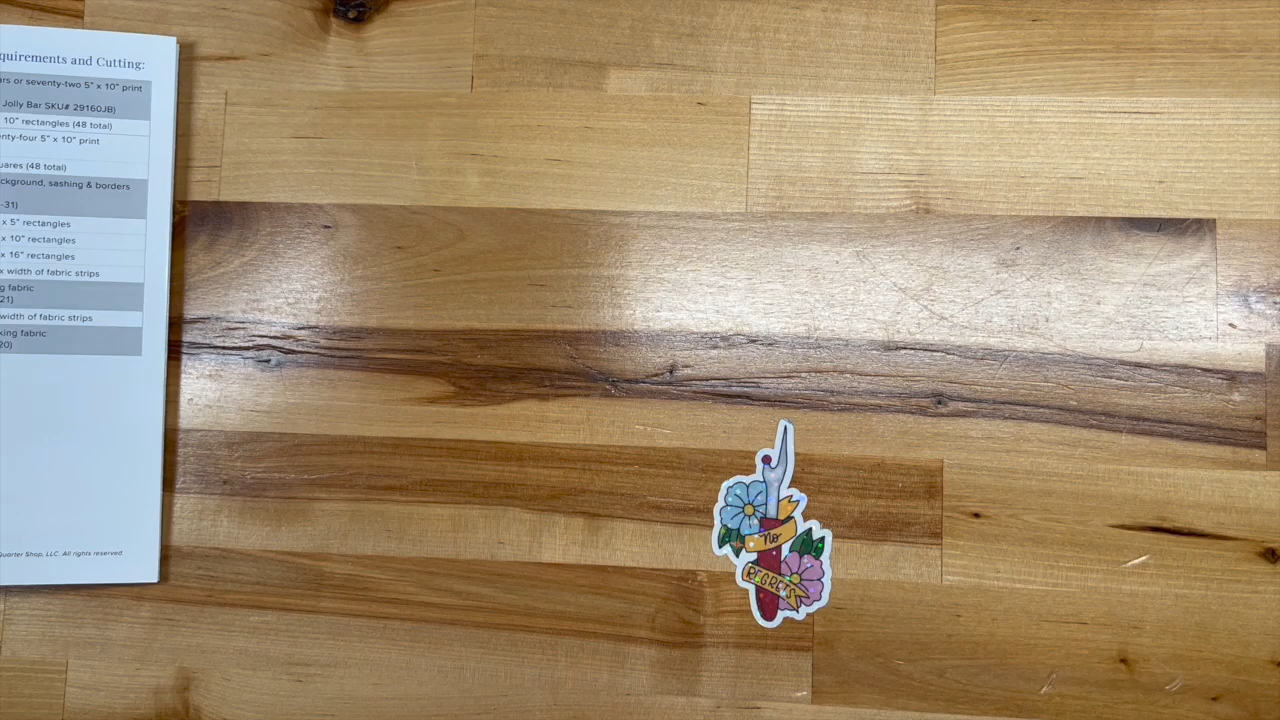 quirements and Cutting:
ars or seventy-two 5" x 10" print
Jolly Bar SKU# 29160JB)
10" rectangles (48 total)
enty-four 5" x 10" print
uares (48 total)
ckground, sashing & borders
-31)
x 5" rectangles
x 10" rectangles
x 16" rectangles
x width of fabric strips
g fabric
21)
width of fabric strips
king fabric
20)
Quarter Shop, LLC. All rights reserved.
No
REGRETS